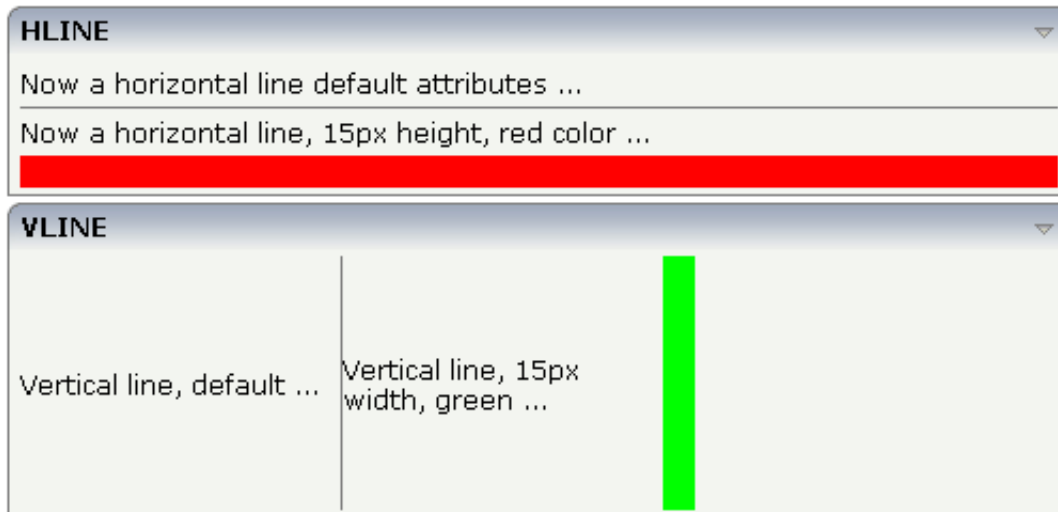 HLINE
Now a horizontal line default attributes ...
Now a horizontal line, 15px height, red color ...
VLINE
Vertical line, default ...
Vertical line, 15px
width, green ...